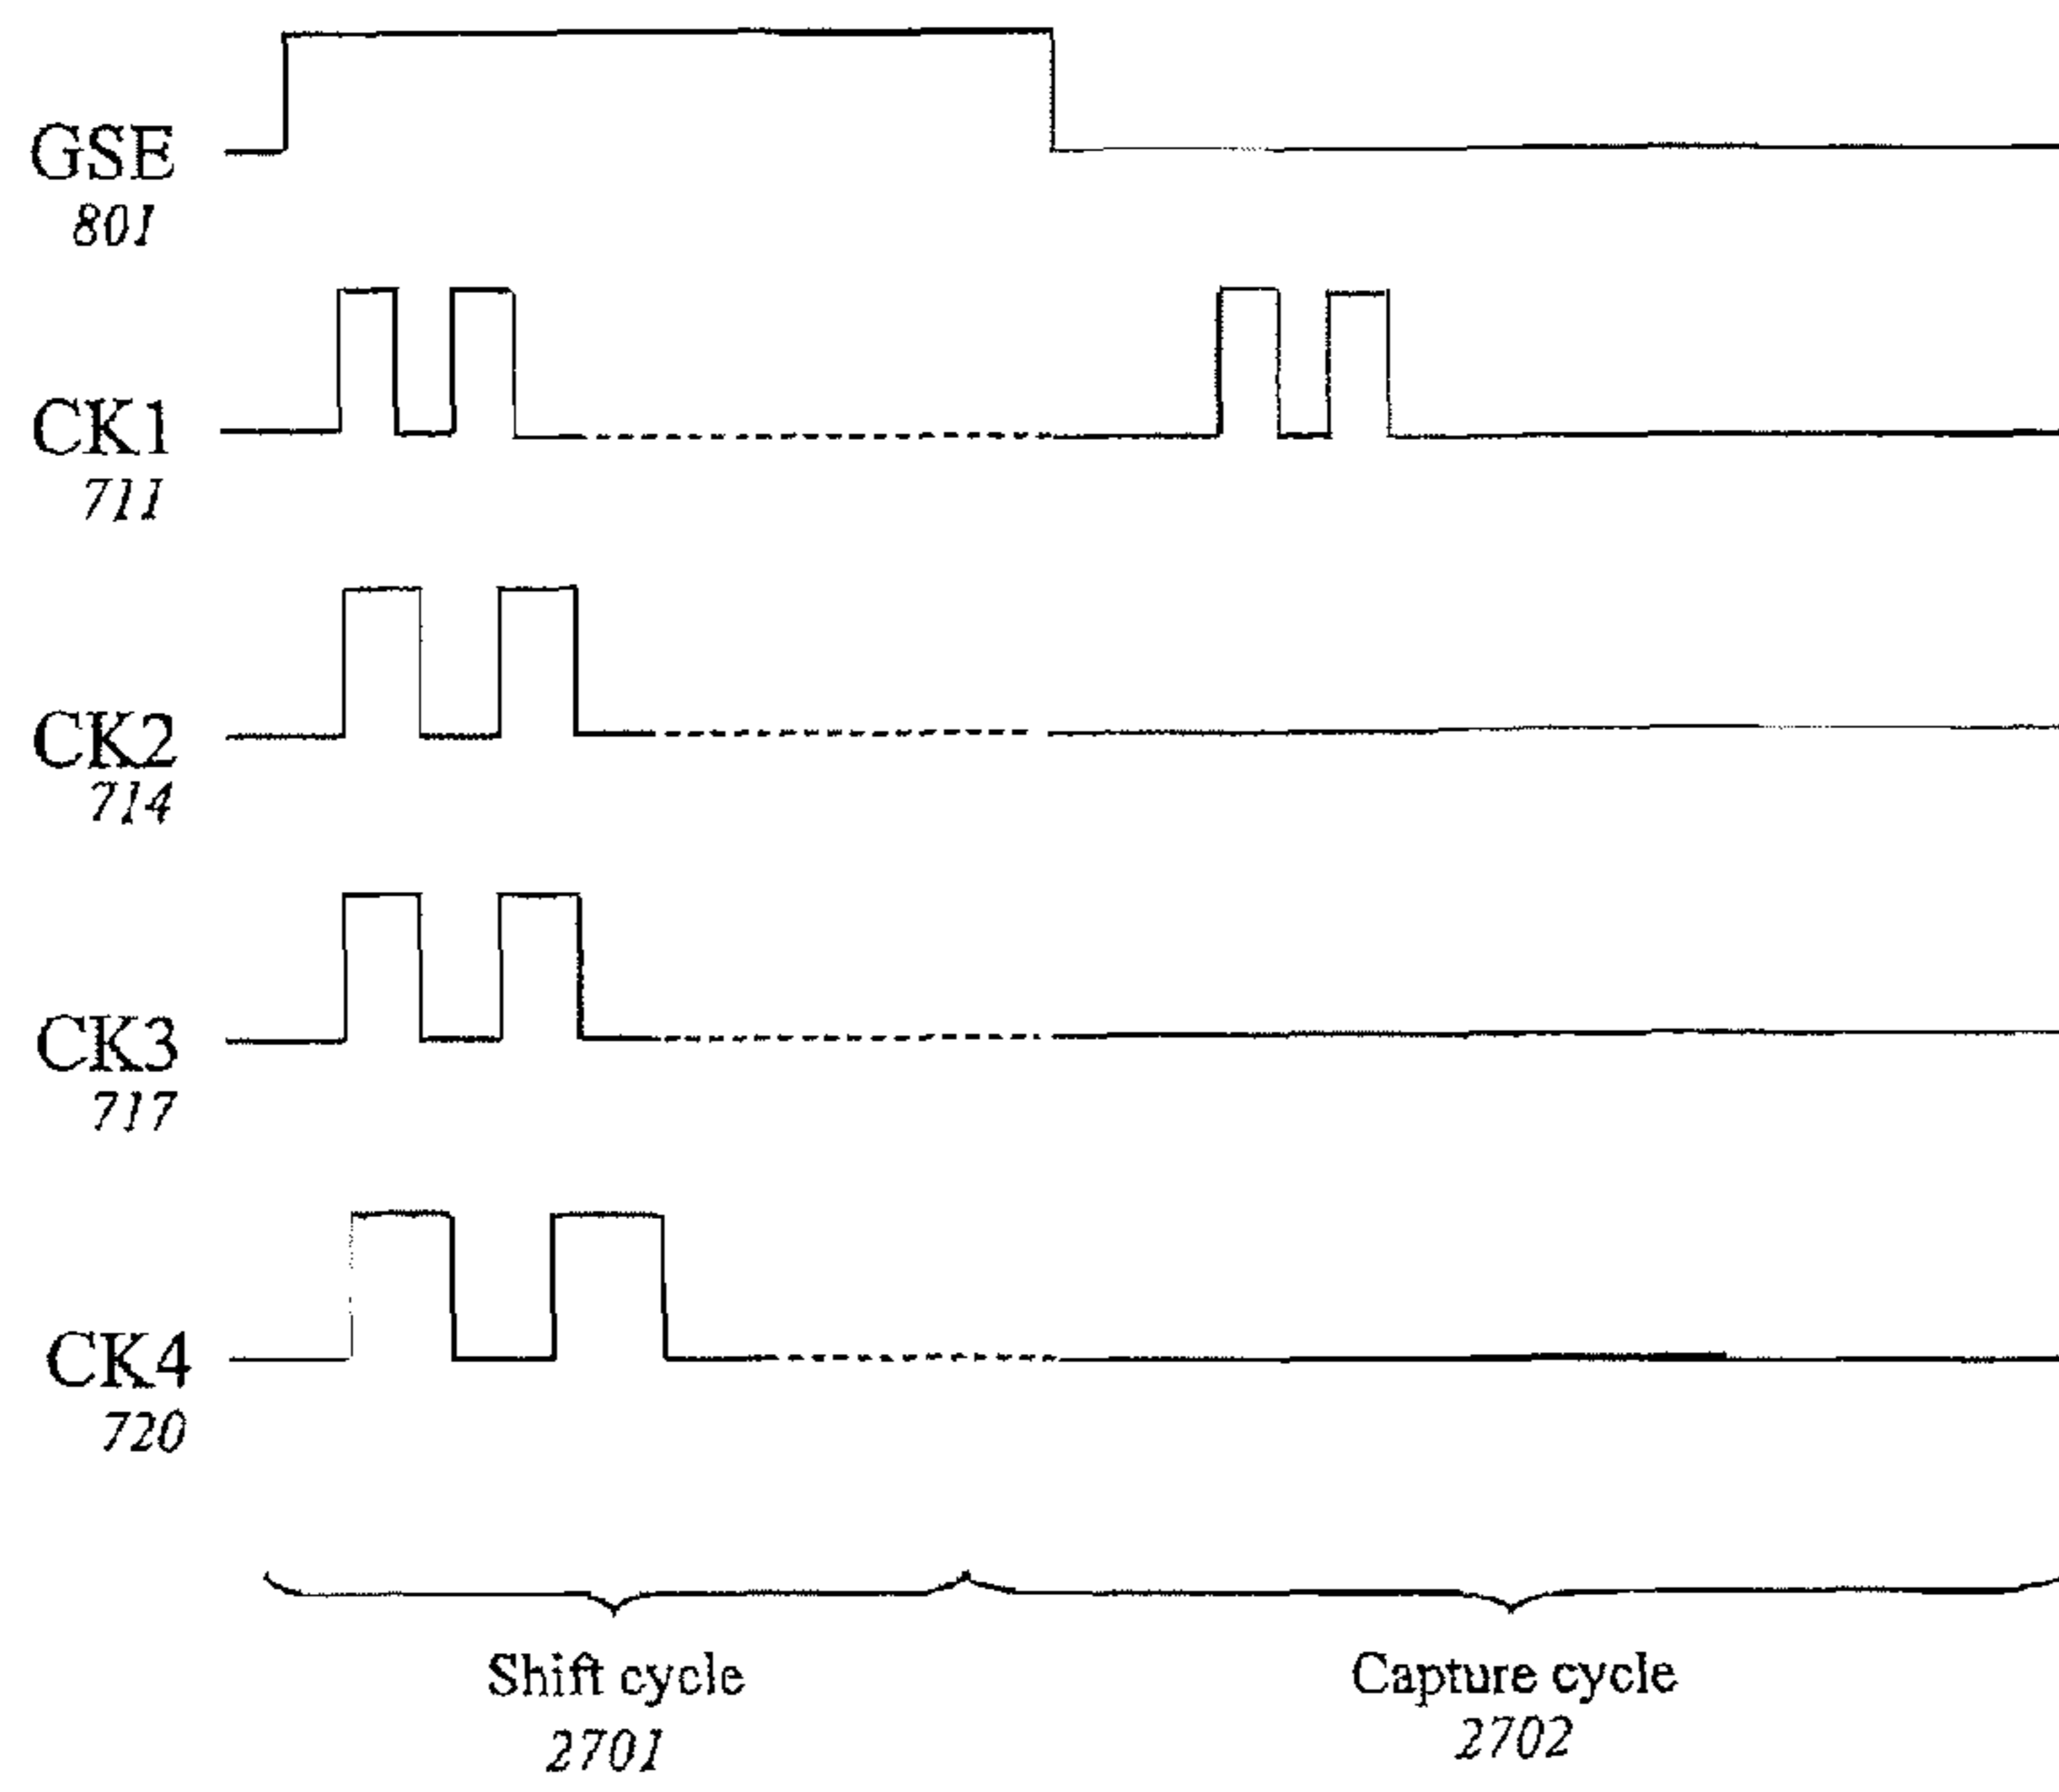 GSE
801
CK1
711
CK2
714
CK3
717
CK4
720
Shift cycle
2701
Capture cycle
2702